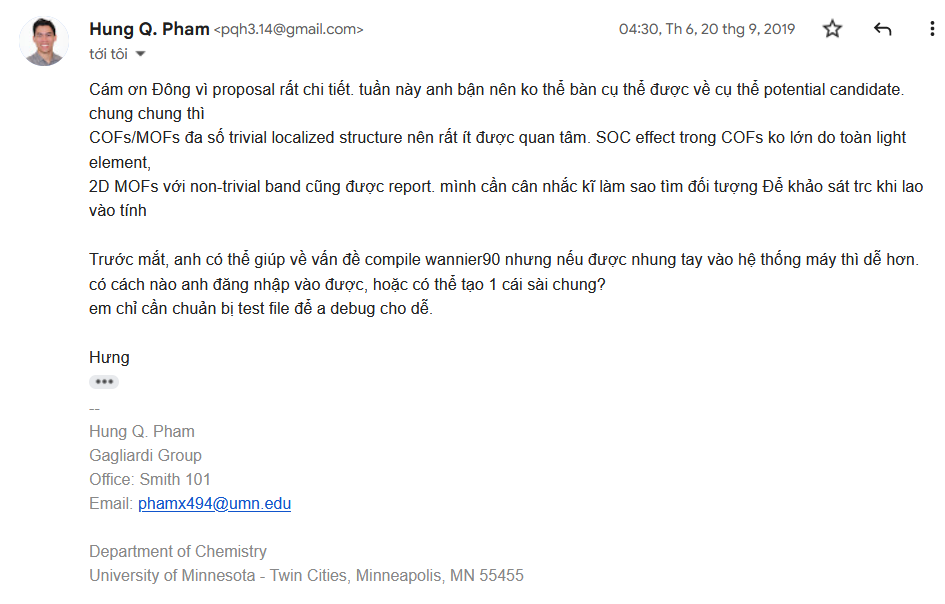 Hung Q. Pham <pqh3.14@gmail.com>
04:30, Th 6, 20 thg 9, 2019
tới tôi
Cám ơn Đông vì proposal rất chi tiết. tuần này anh bận nên ko thể bàn cụ thể được về cụ thể potential candidate.
chung chung thì
COFs/MOFs đa số trivial localized structure nên rất ít được quan tâm. SOC effect trong COFs ko lớn do toàn light
element,
2D MOFs với non-trivial band cũng được report. mình cần cân nhắc kĩ làm sao tìm đối tượng Để khảo sát trc khi lao
vào tính
Trước mắt, anh có thể giúp về vấn đề compile wannier90 nhưng nếu được nhung tay vào hệ thống máy thì dễ hơn.
có cách nào anh đăng nhập vào được, hoặc có thể tạo 1 cái sài chung?
em chỉ cần chuẩn bị test file để a debug cho dễ.
Hưng
--
Hung Q. Pham
Gagliardi Group
Office: Smith 101
Email: phamx494@umn.edu
Department of Chemistry
University of Minnesota - Twin Cities, Minneapolis, MN 55455